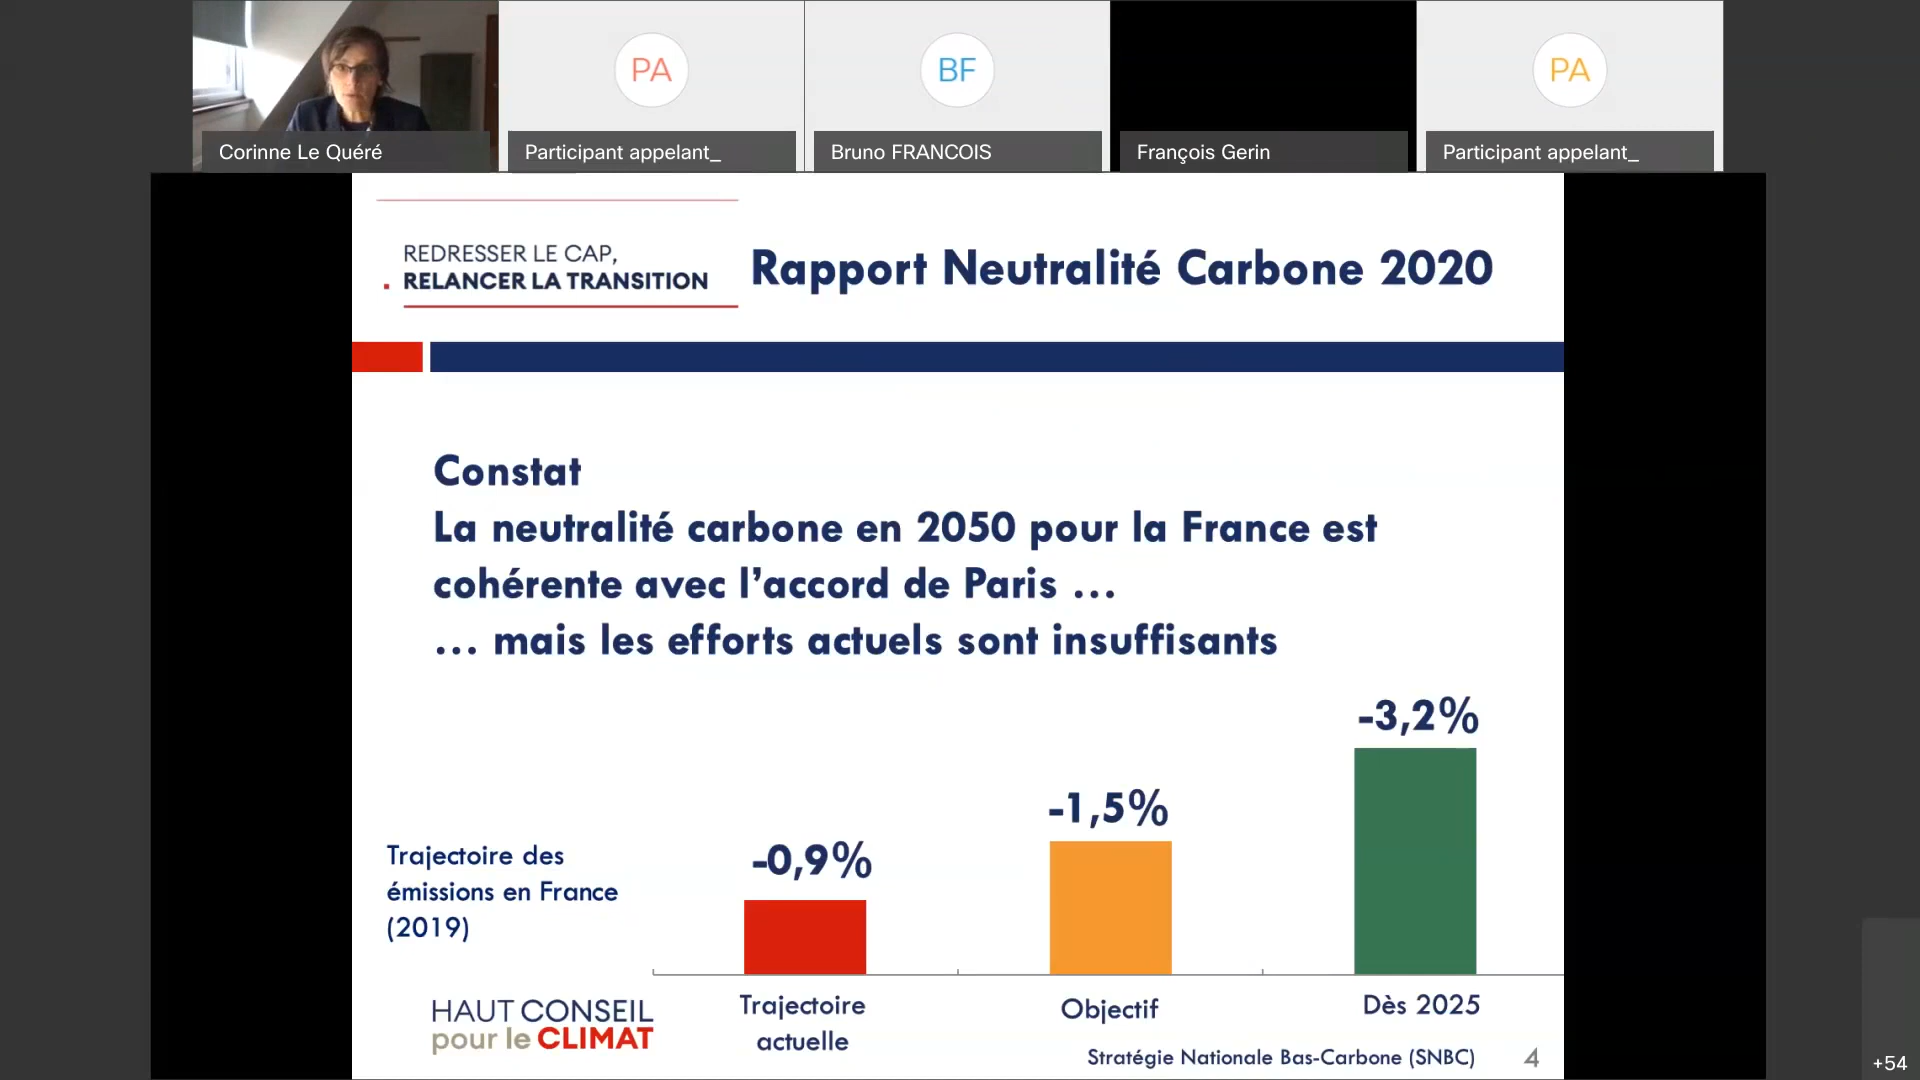 PA
BF
PA
Corinne Le Quéré
Participant appelant_
Bruno FRANCOIS
François Gerin
Participant appelant_
REDRESSER LE CAP,
. RELANCER LA TRANSITION
Rapport Neutralité Carbone 2020
Constat
La neutralité carbone en 2050 pour la France est
cohérente avec l’accord de Paris …
… mais les efforts actuels sont insuffisants
-3,2%
-1,5%
-0,9%
Trajectoire des
émissions en France
(2019)
Trajectoire
actuelle
Objectif
Dès 2025
HAUT CONSEIL
pour le CLIMAT
Stratégie Nationale Bas-Carbone (SNBC)
4
+54